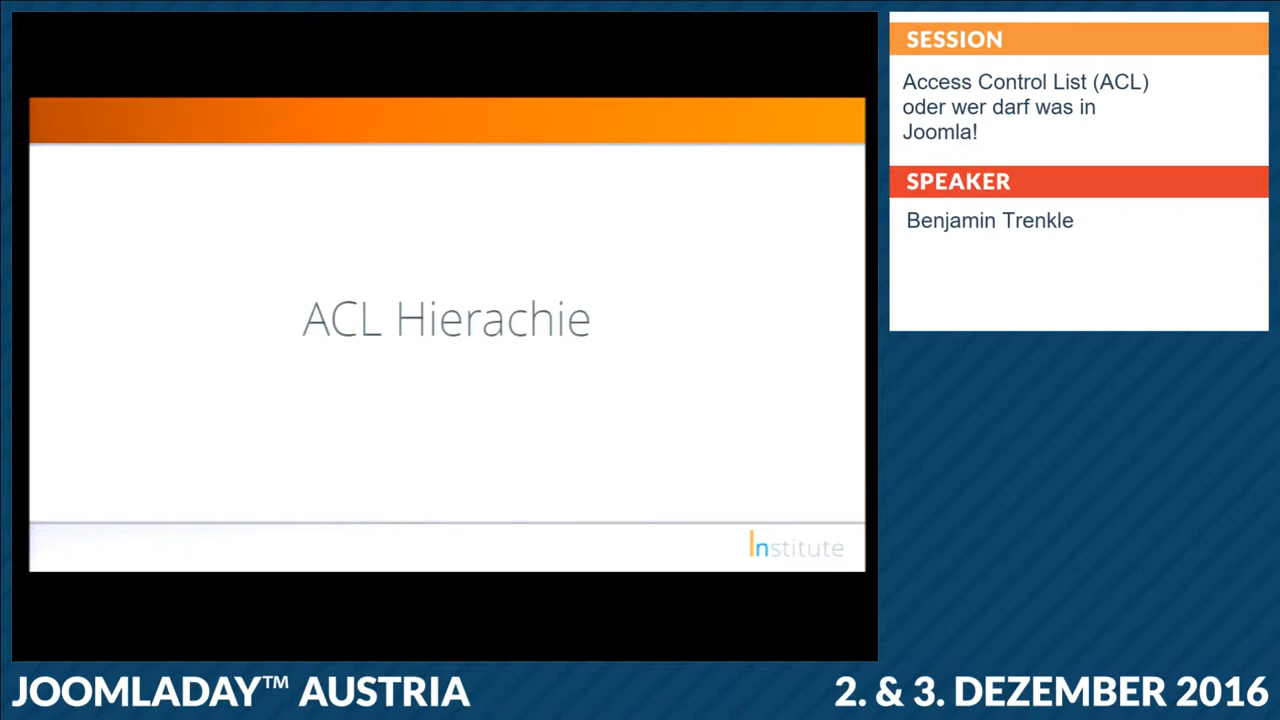 SESSION
Access Control List (ACL)
oder wer darf was in
Joomla!
SPEAKER
Benjamin Trenkle
ACL Hierachie
Institute
JOOMLADAY™ AUSTRIA
2. & 3. DEZEMBER 2016